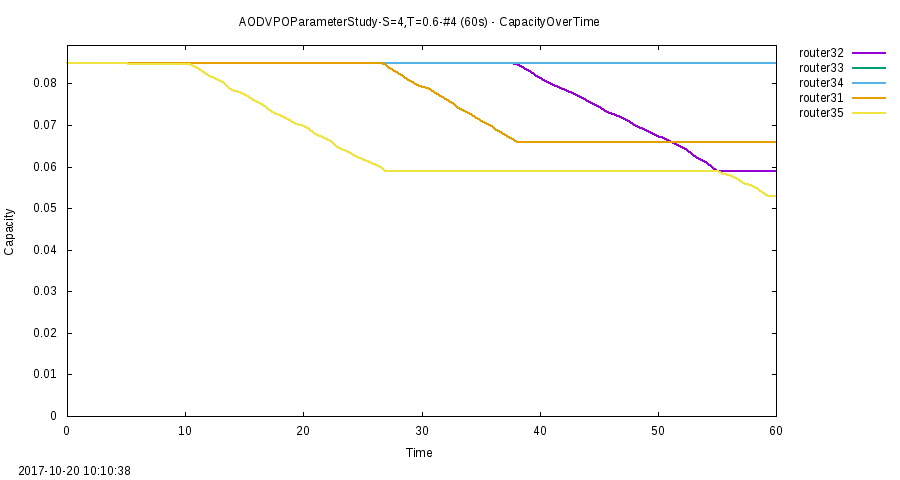 AODVPOParameterStudy-S=4,T=0.6-#4 (60s) - CapacityOverTime
router32
router33
router34
router31
router35
0.08
0.07
0.06
0.05
0.04
0.03
0.02
0.01
0
Capacity
0 10 20 30 40 50 60
Time
2017-10-20 10:10:38